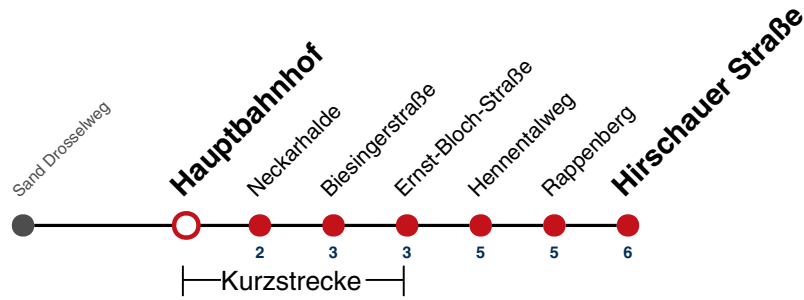 Sand Drosselweg
Hauptbahnhof
Neckarhalde
Biesingerstraße
Ernst-Bloch-Straße
Hennentalweg
Rappenberg
Hirschauer Straße
2 3 3 5 5 6
Kurzstrecke